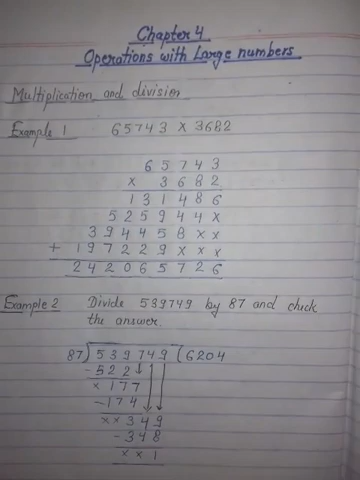 Chapter 4
Operations with Large numbers
Multiplication and division
Example 1 65743 X 3682
65743
x 3682
131486
525944x
394458xx
+ 197229xxx
242065726
Example 2 Divide 539749 by 87 and check
the answer.
87) 539749 (6204
-522
x177
-174
xx349
-348
xx1